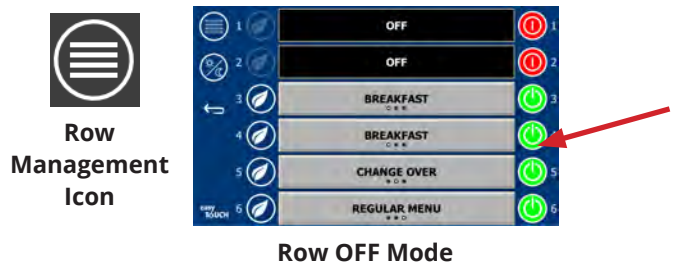 Row
Management
Icon
1 OFF 1
2 OFF 2
3 BREAKFAST 3
4 BREAKFAST
5 CHANGE OVER 5
6 REGULAR MENU 6
easy
TOUCH
Row OFF Mode